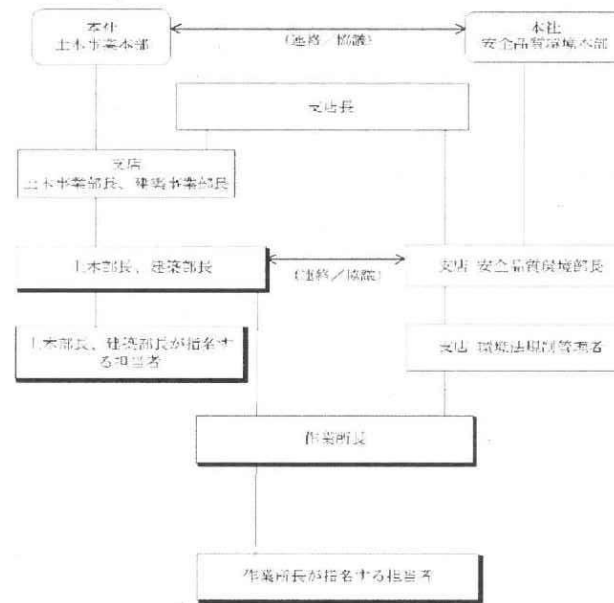 本社
土木事業本部
(連絡/協議)
本社
安全品質環境本部
支店長
支店
土木事業部長、建築事業部長
土木部長、建築部長
(連絡/協議)
支店 安全品質環境部長
土木部長、建築部長が指名す
る担当者
支店 環境法規制管理者
作業所長
作業所長が指名する担当者